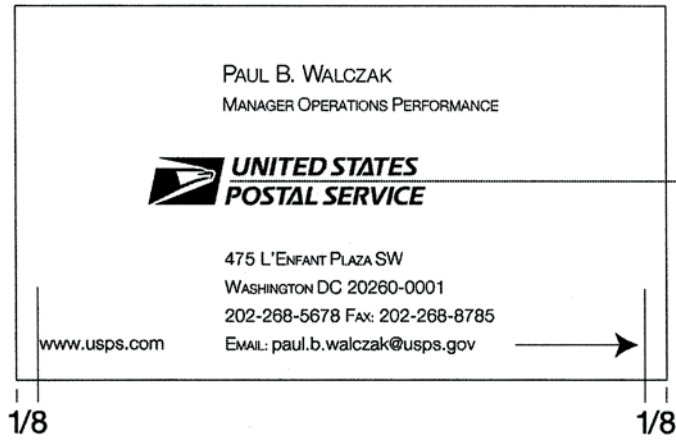 PAUL B. WALCZAK
MANAGER OPERATIONS PERFORMANCE
UNITED STATES
POSTAL SERVICE
475 L'ENFANT PLAZA SW
WASHINGTON DC 20260-0001
202-268-5678 FAX: 202-268-8785
www.usps.com EMAIL: paul.b.walczak@usps.gov
1/8 1/8